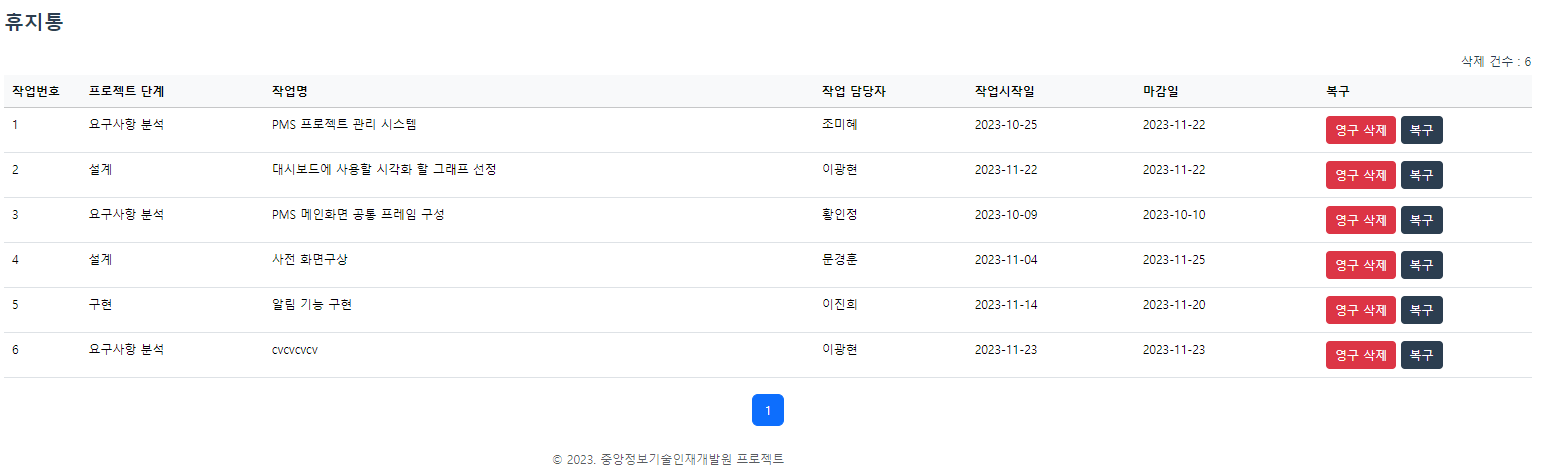 휴지통
삭제 건수 : 6
작업번호 프로젝트 단계 작업명 작업 담당자 작업시작일 마감일 복구
1 요구사항 분석 PMS 프로젝트 관리 시스템 조미혜 2023-10-25 2023-11-22 영구 삭제 복구
2 설계 대시보드에 사용할 시각화 할 그래프 선정 이광현 2023-11-22 2023-11-22 영구 삭제 복구
3 요구사항 분석 PMS 메인화면 공통 프레임 구성 황인정 2023-10-09 2023-10-10 영구 삭제 복구
4 설계 사전 화면구상 문경훈 2023-11-04 2023-11-25 영구 삭제 복구
5 구현 알림 기능 구현 이진희 2023-11-14 2023-11-20 영구 삭제 복구
6 요구사항 분석 cvcvcvcv 이광현 2023-11-23 2023-11-23 영구 삭제 복구
1
© 2023. 중앙정보기술인재개발원 프로젝트